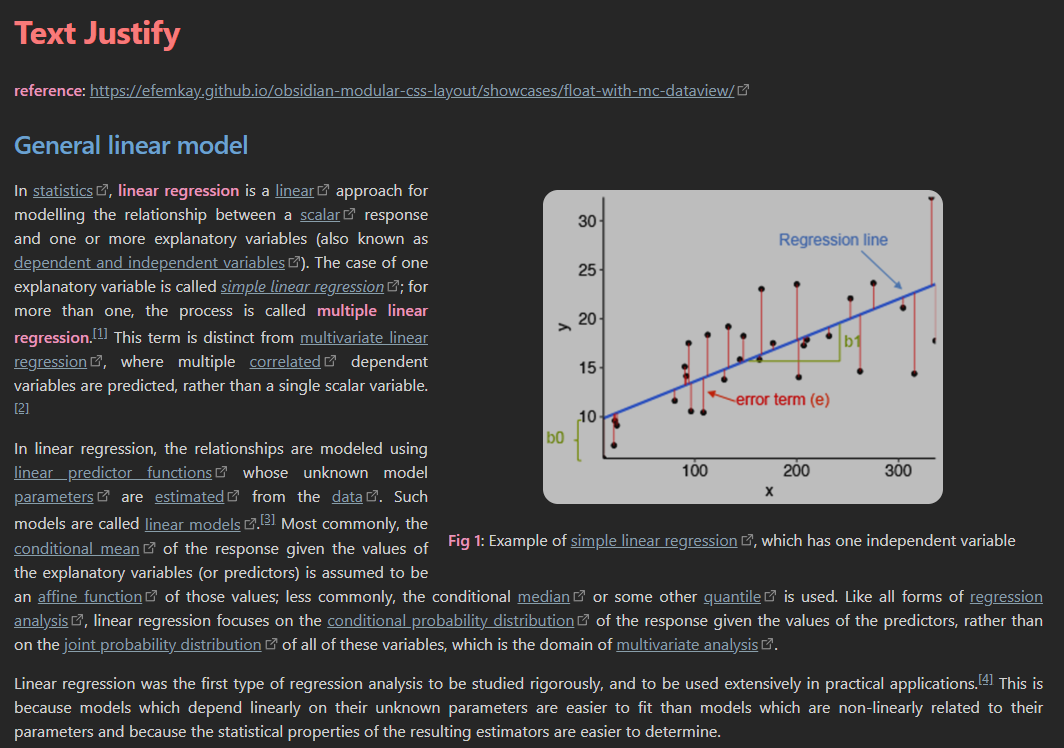 Text Justify
reference: https://efemkay.github.io/obsidian-modular-css-layout/showcases/float-with-mc-dataview/
General linear model
In statistics, linear regression is a linear approach for
modelling the relationship between a scalar response
and one or more explanatory variables (also known as
dependent and independent variables). The case of one
explanatory variable is called simple linear regression; for
more than one, the process is called multiple linear
regression.[1] This term is distinct from multivariate linear
regression, where multiple correlated dependent
variables are predicted, rather than a single scalar variable.
[2]
In linear regression, the relationships are modeled using
linear predictor functions whose unknown model
parameters are estimated from the data. Such
models are called linear models.[3] Most commonly, the
conditional mean of the response given the values of
the explanatory variables (or predictors) is assumed to be
an affine function of those values; less commonly, the conditional median or some other quantile is used. Like all forms of regression
analysis, linear regression focuses on the conditional probability distribution of the response given the values of the predictors, rather than
on the joint probability distribution of all of these variables, which is the domain of multivariate analysis.
Linear regression was the first type of regression analysis to be studied rigorously, and to be used extensively in practical applications.[4] This is
because models which depend linearly on their unknown parameters are easier to fit than models which are non-linearly related to their
parameters and because the statistical properties of the resulting estimators are easier to determine.
30
Regression line
25
y
20
b1
15
error term (e)
10
b0
100 200 300
x
Fig 1: Example of simple linear regression, which has one independent variable